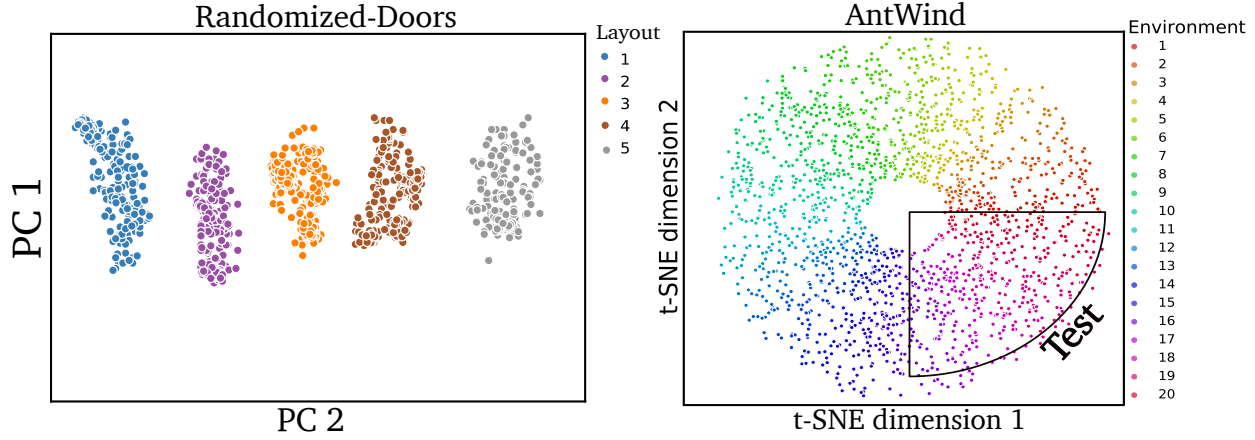 Randomized-Doors
PC 1
PC 2
Layout
1
2
3
4
5
AntWind
t-SNE dimension 2
t-SNE dimension 1
Test
Environment
1
2
3
4
5
6
7
8
9
10
11
12
13
14
15
16
17
18
19
20